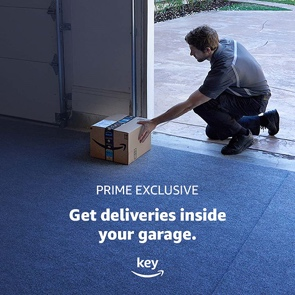 PRIME EXCLUSIVE
Get deliveries inside
your garage.
key